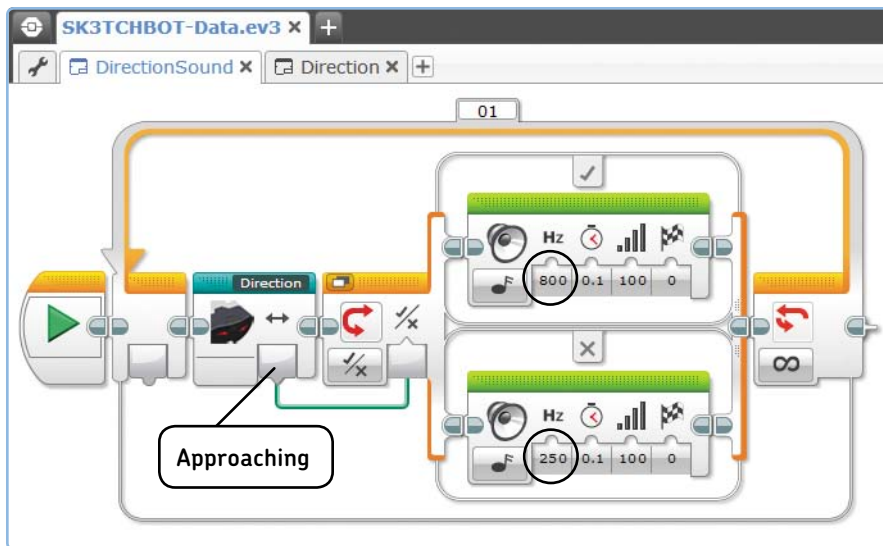 SK3TCHBOT-Data.ev3
DirectionSound
Direction
01
Hz
800 0.1 100 0
Direction
Approaching
Hz
250 0.1 100 0